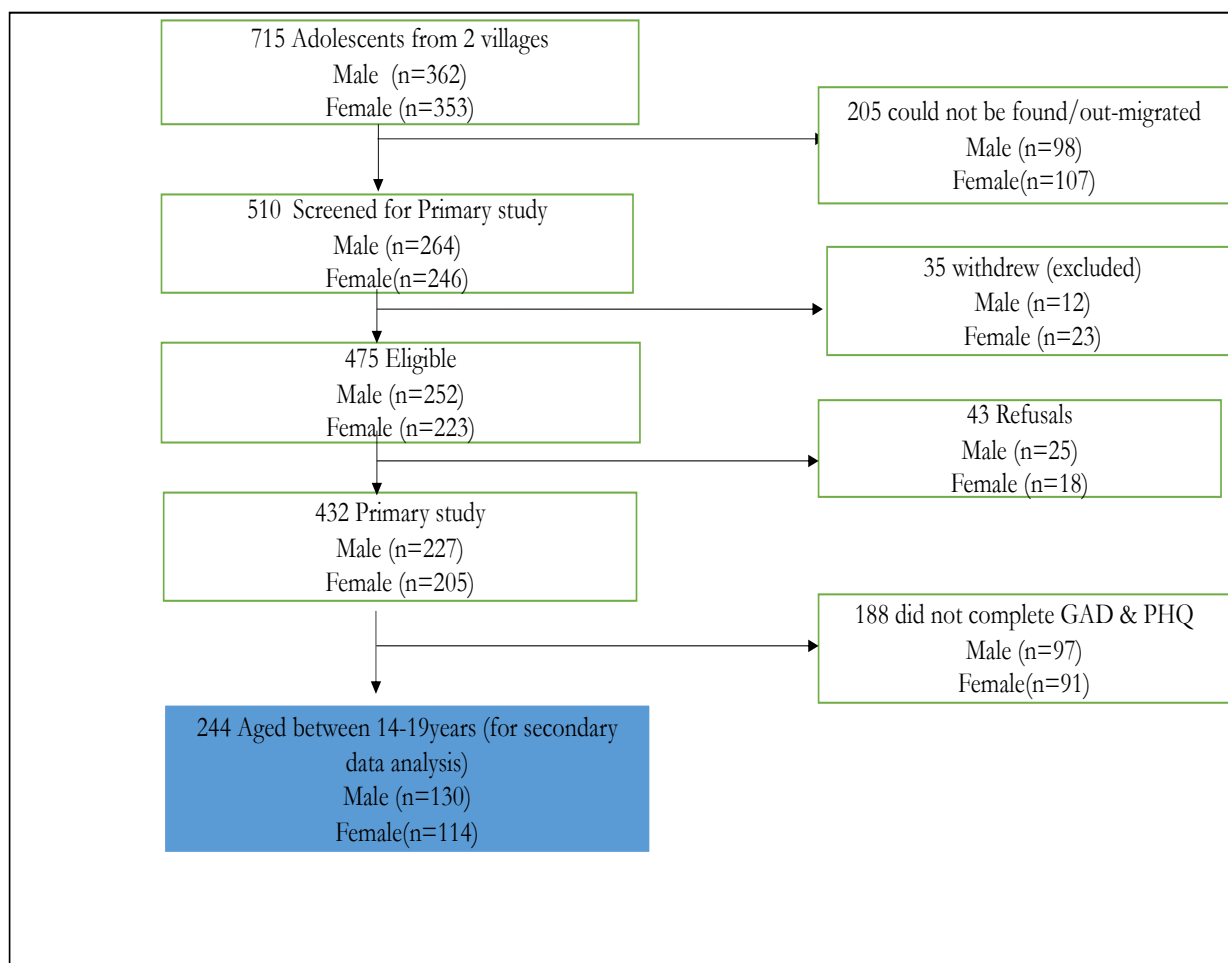 715 Adolescents from 2 villages
Male (n=362)
Female (n=353)
205 could not be found/out-migrated
Male (n=98)
Female(n=107)
510 Screened for Primary study
Male (n=264)
Female(n=246)
35 withdrew (excluded)
Male (n=12)
Female (n=23)
475 Eligible
Male (n=252)
Female (n=223)
43 Refusals
Male (n=25)
Female (n=18)
432 Primary study
Male (n=227)
Female (n=205)
188 did not complete GAD & PHQ
Male (n=97)
Female(n=91)
244 Aged between 14-19years (for secondary
data analysis)
Male (n=130)
Female(n=114)